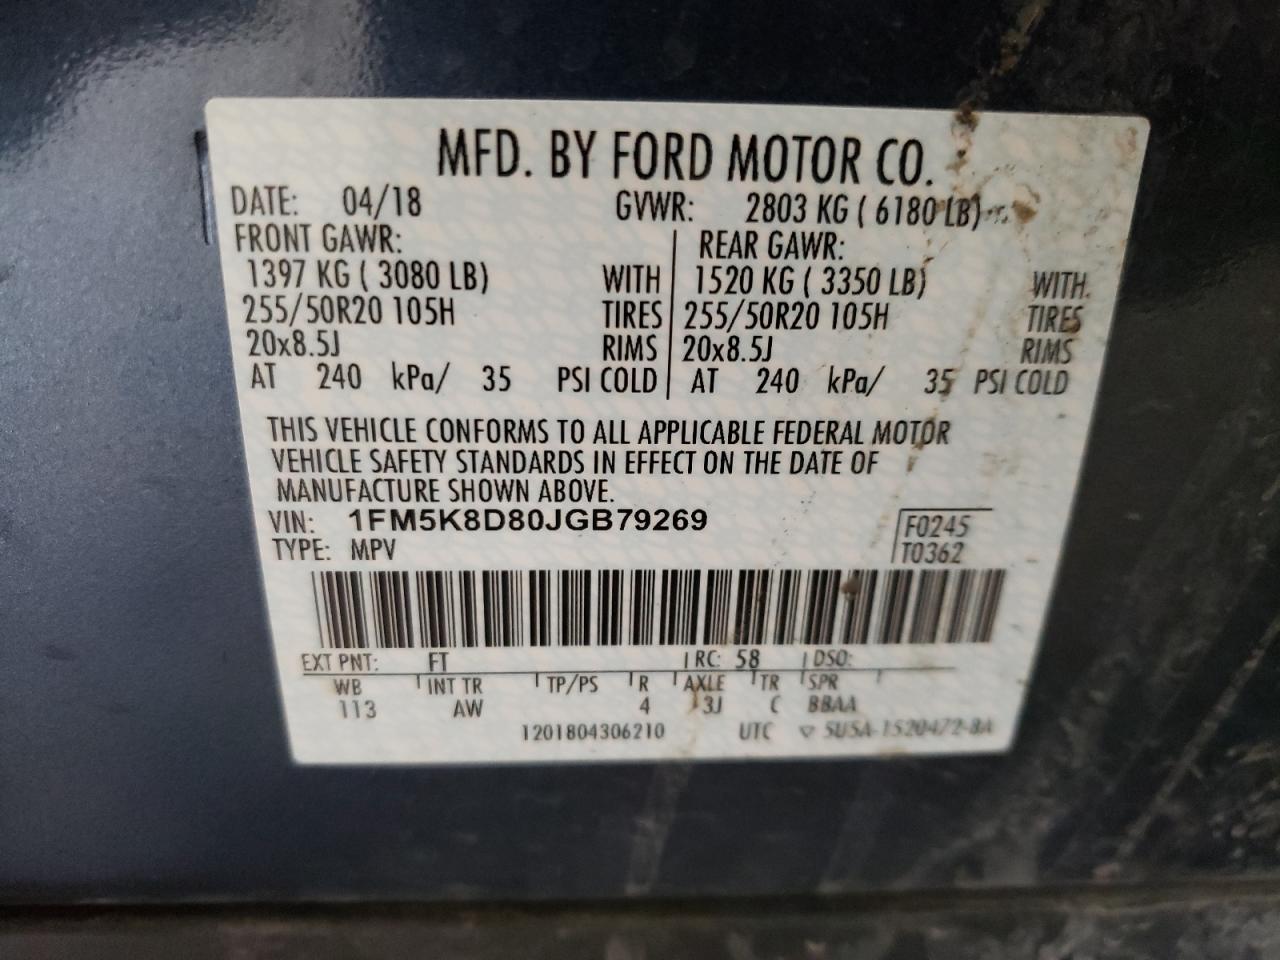 MFD. BY FORD MOTOR CO.
DATE: 04/18 GVWR: 2803 KG ( 6180 LB)
FRONT GAWR: REAR GAWR:
1397 KG ( 3080 LB) WITH 1520 KG ( 3350 LB) WITH
255/50R20 105H TIRES 255/50R20 105H TIRES
20x8.5J RIMS 20x8.5J RIMS
AT 240 kPa/ 35 PSI COLD AT 240 kPa/ 35 PSI COLD
THIS VEHICLE CONFORMS TO ALL APPLICABLE FEDERAL MOTOR
VEHICLE SAFETY STANDARDS IN EFFECT ON THE DATE OF
MANUFACTURE SHOWN ABOVE.
VIN: 1FM5K8D80JGB79269 F0245
TYPE: MPV T0362
EXT PNT: FT RC: 58 DSO:
WB INT TR TP/PS R AXLE TR SPR
113 AW 4 3J C BBAA
1201804306210 UTC ▽ 5U5A-1520472-BA